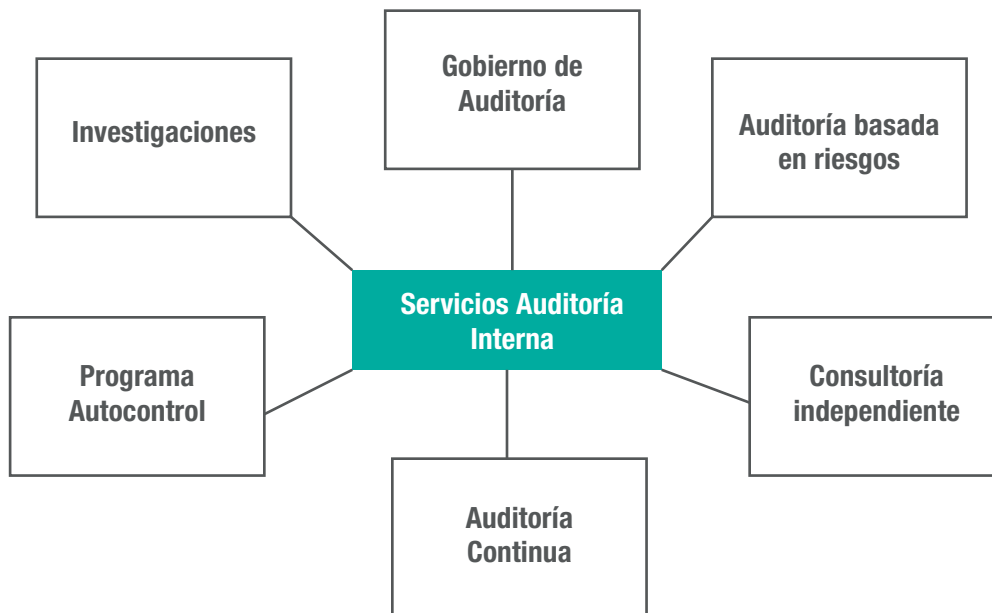 Gobierno de
Auditoría
Investigaciones
Auditoría basada
en riesgos
Servicios Auditoría
Interna
Programa
Autocontrol
Consultoría
independiente
Auditoría
Continua